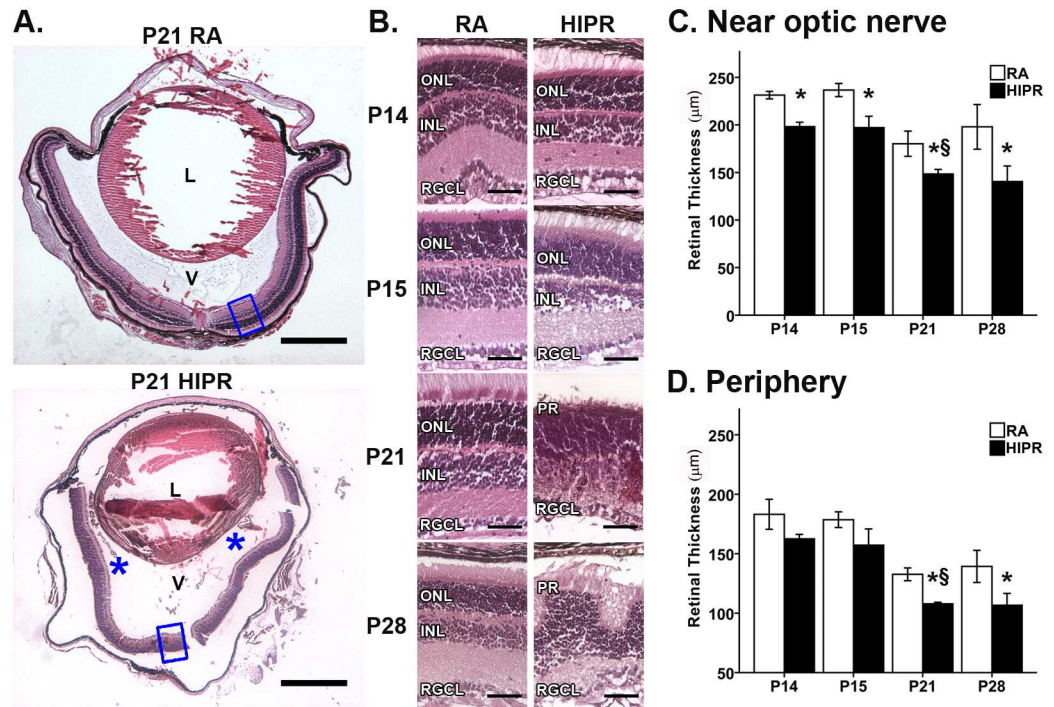 A.
P21 RA
L
V
P21 HIPR
*
*
L
V
B.
RA
HIPR
P14
ONL
INL
RGCL
ONL
INL
RGCL
P15
ONL
INL
RGCL
ONL
INL
RGCL
P21
ONL
INL
RGCL
PR
RGCL
P28
ONL
INL
RGCL
PR
RGCL
C. Near optic nerve
Retinal Thickness (μm)
250
200
150
100
50
0
RA
HIPR
*
*
*§
*
P14 P15 P21 P28
D. Periphery
Retinal Thickness (μm)
250
200
150
100
50
RA
HIPR
*§
*
P14 P15 P21 P28